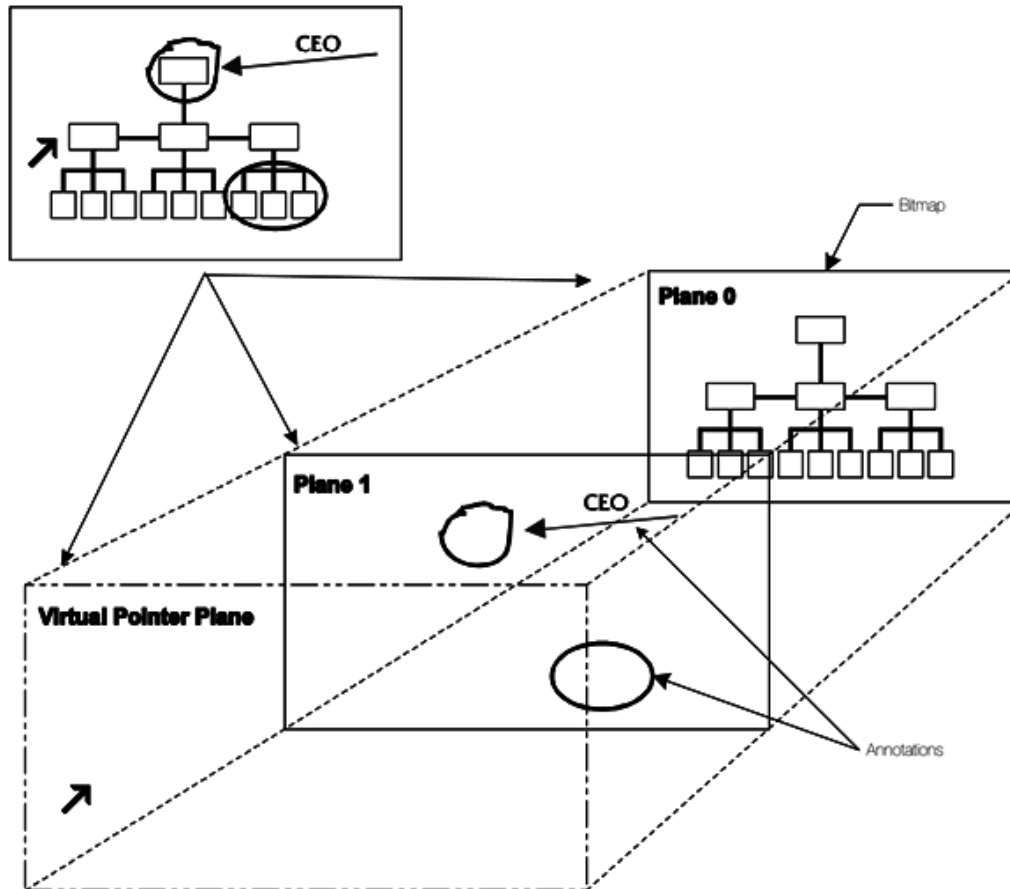 CEO
Bitmap
Plane 0
Plane 1
CEO
Virtual Pointer Plane
Annotations